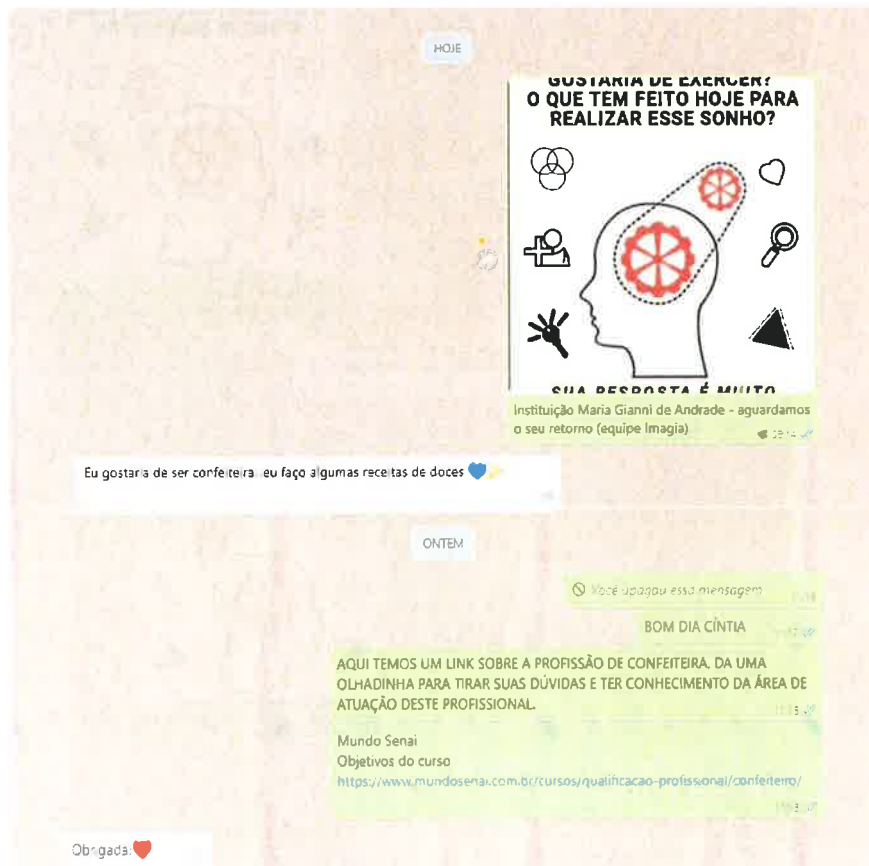 HOJE
GOSTARIA DE EXERCER?
O QUE TEM FEITO HOJE PARA
REALIZAR ESSE SONHO?
SUA RESPOSTA É MUITO
Instituição Maria Gianni de Andrade - aguardamos
o seu retorno (equipe Imagia)
Eu gostaria de ser confeiteira eu faço algumas receitas de doces 💙
ONTEM
Você apagou essa mensagem
BOM DIA CÍNTIA
AQUI TEMOS UM LINK SOBRE A PROFISSÃO DE CONFEITEIRA. DA UMA
OLHADINHA PARA TIRAR SUAS DÚVIDAS E TER CONHECIMENTO DA ÁREA DE
ATUAÇÃO DESTE PROFISSIONAL.
Mundo Senai
Objetivos do curso
https://www.mundosenai.com.br/cursos/qualificacao-profissional/confeiteiro/
Obrigada!❤️